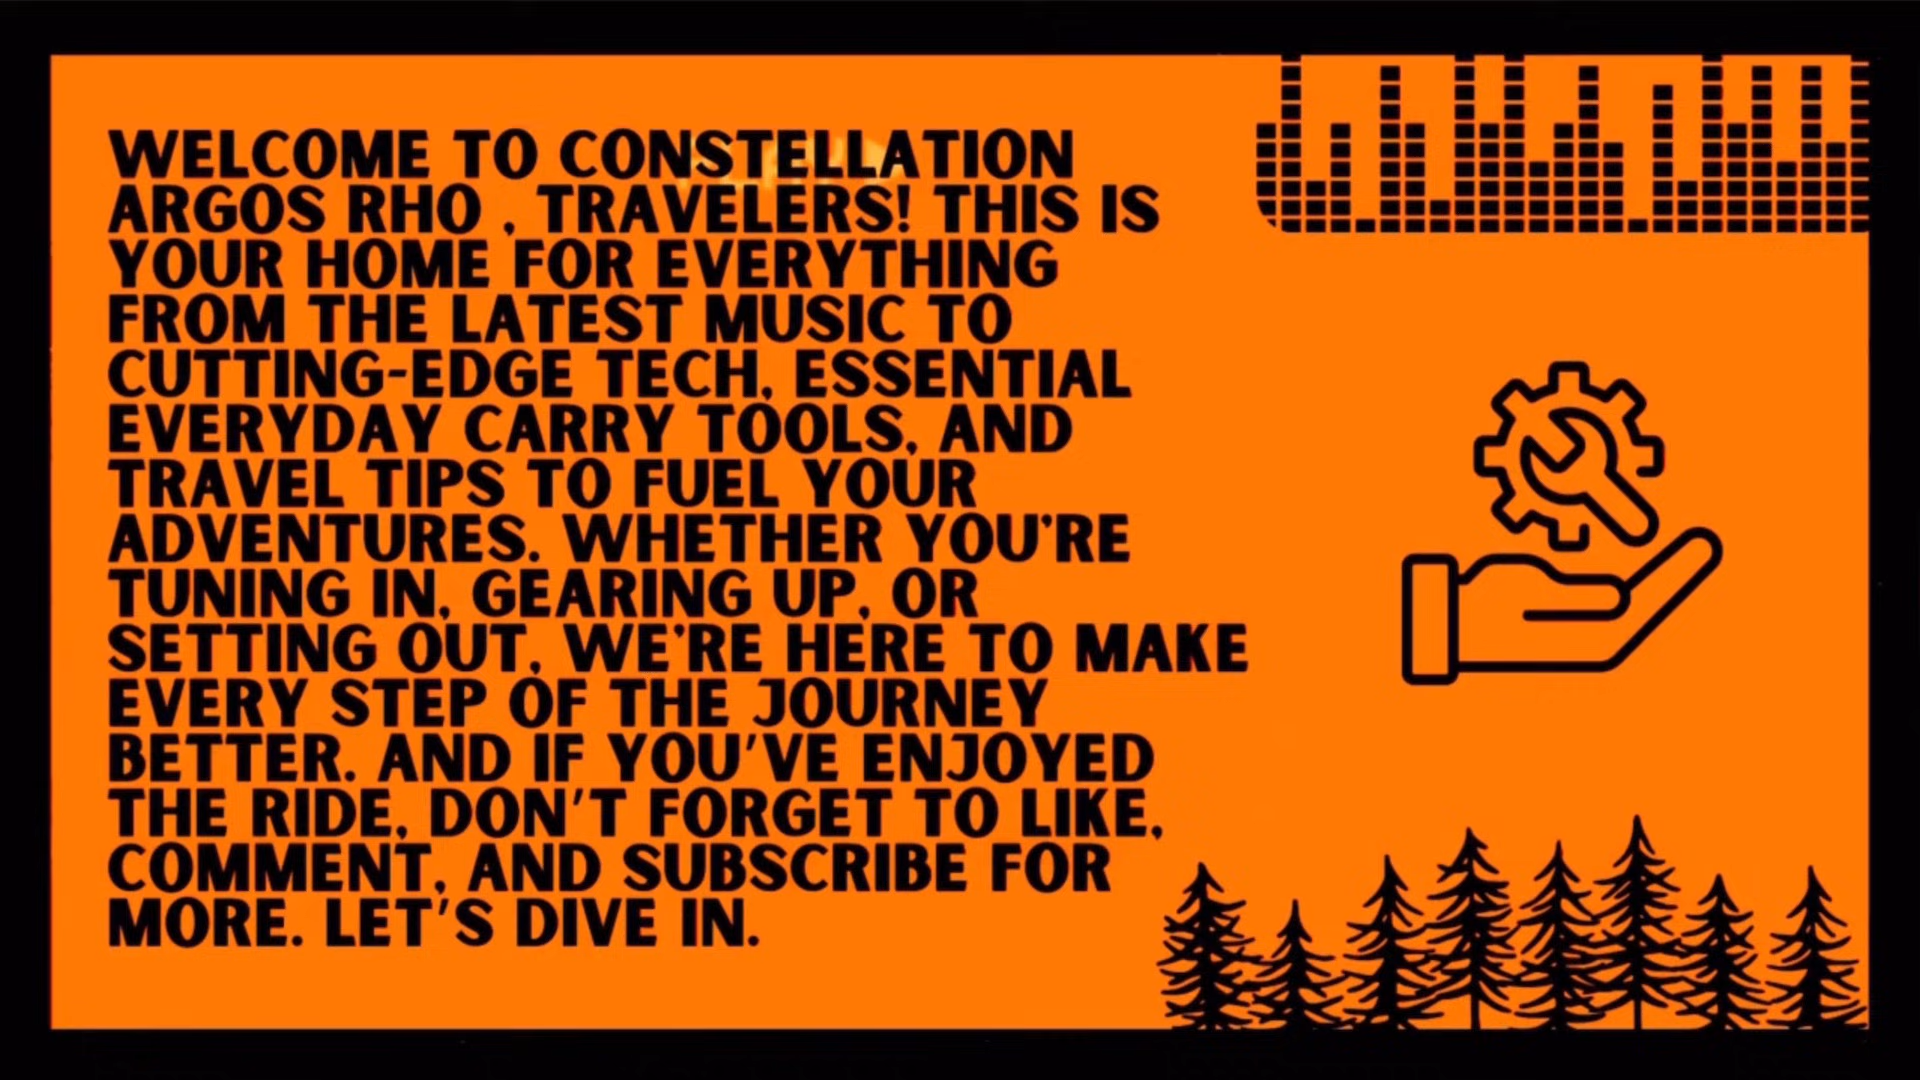 WELCOME TO CONSTELLATION
ARGOS RHO , TRAVELERS! THIS IS
YOUR HOME FOR EVERYTHING
FROM THE LATEST MUSIC TO
CUTTING-EDGE TECH, ESSENTIAL
EVERYDAY CARRY TOOLS, AND
TRAVEL TIPS TO FUEL YOUR
ADVENTURES. WHETHER YOU'RE
TUNING IN, GEARING UP, OR
SETTING OUT, WE'RE HERE TO MAKE
EVERY STEP OF THE JOURNEY
BETTER. AND IF YOU'VE ENJOYED
THE RIDE, DON'T FORGET TO LIKE,
COMMENT, AND SUBSCRIBE FOR
MORE. LET'S DIVE IN.